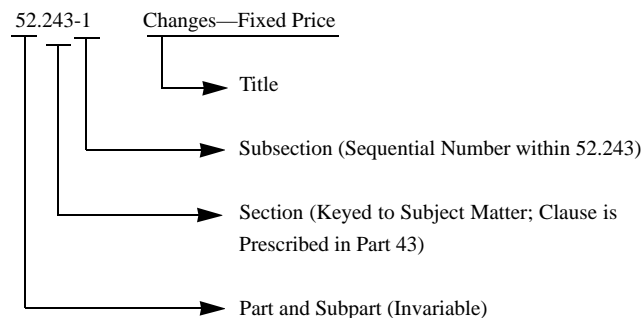 52.243-1 Changes—Fixed Price
Title
Subsection (Sequential Number within 52.243)
Section (Keyed to Subject Matter; Clause is
Prescribed in Part 43)
Part and Subpart (Invariable)